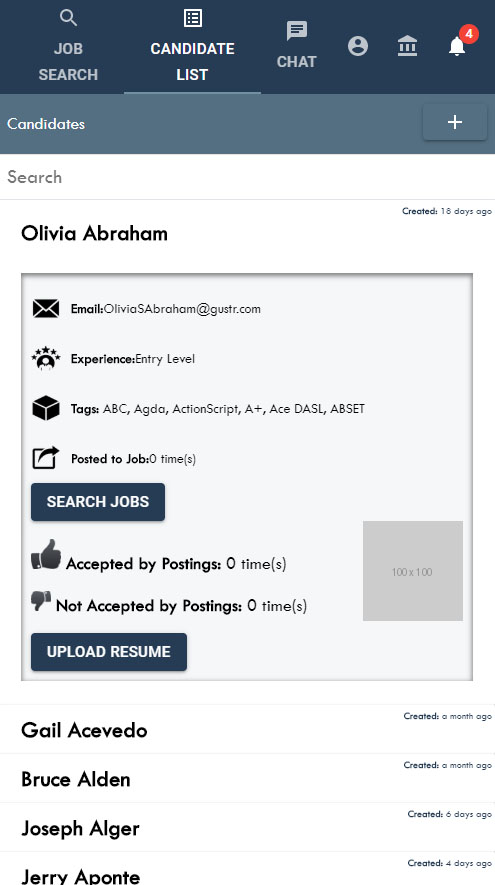 JOB SEARCH
CANDIDATE LIST
CHAT
4
Candidates
+
Search
Created: 18 days ago
Olivia Abraham
Email:OliviaSAbraham@gustr.com
Experience:Entry Level
Tags: ABC, Agda, ActionScript, A+, Ace DASL, ABSET
Posted to Job:0 time(s)
SEARCH JOBS
Accepted by Postings: 0 time(s)
100 x 100
Not Accepted by Postings: 0 time(s)
UPLOAD RESUME
Created: a month ago
Gail Acevedo
Created: a month ago
Bruce Alden
Created: 6 days ago
Joseph Alger
Created: 4 days ago
Jerry Aponte